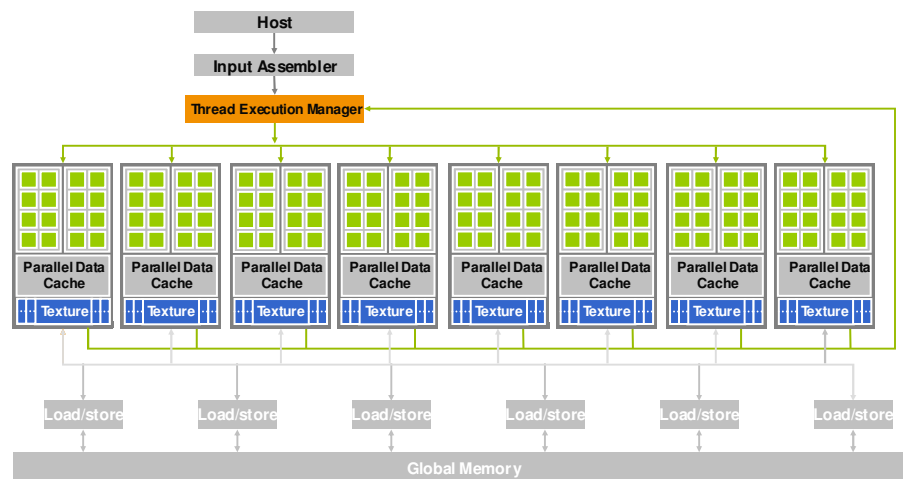 Host
Input Assembler
Thread Execution Manager
Parallel Data
Cache
Parallel Data
Cache
Parallel Data
Cache
Parallel Data
Cache
Parallel Data
Cache
Parallel Data
Cache
Parallel Data
Cache
Parallel Data
Cache
Texture
Texture
Texture
Texture
Texture
Texture
Texture
Texture
Load/store
Load/store
Load/store
Load/store
Load/store
Load/store
Global Memory